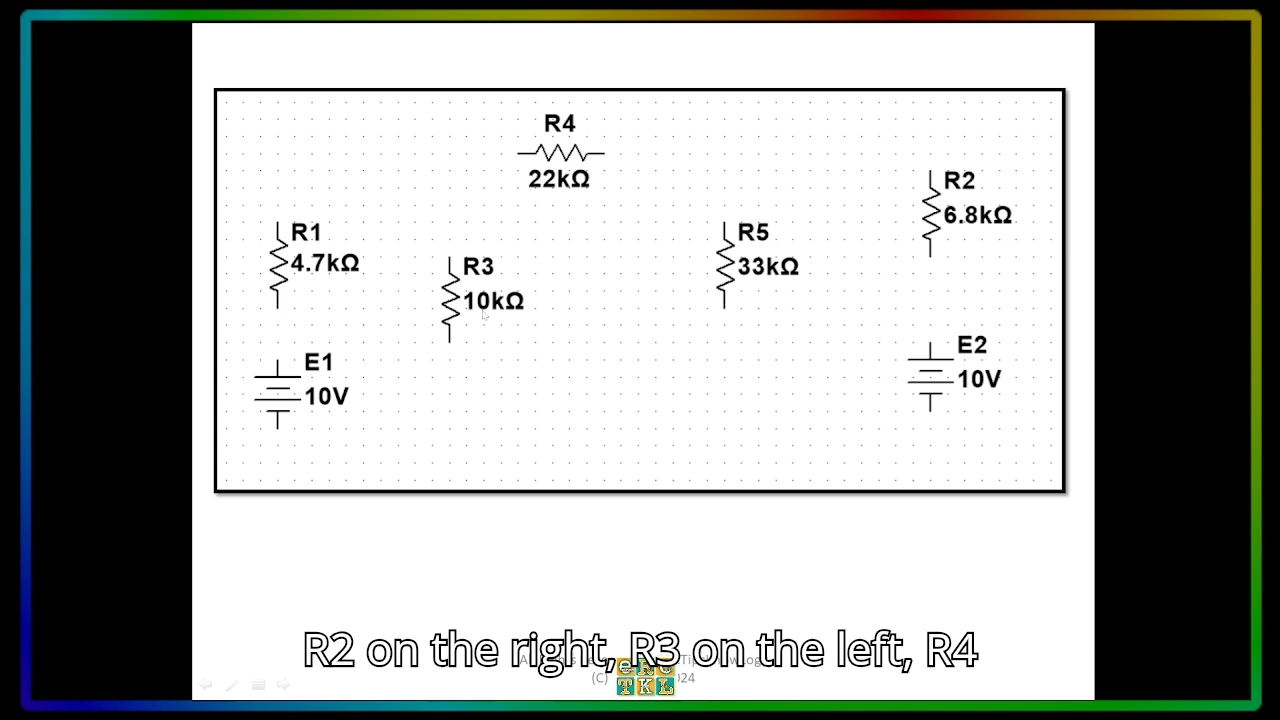 R4
22kΩ
R2
6.8kΩ
R1
4.7kΩ
R5
33kΩ
R3
10kΩ
E1
10V
E2
10V
R2 on the right, R3 on the left, R4
(C)
TKL